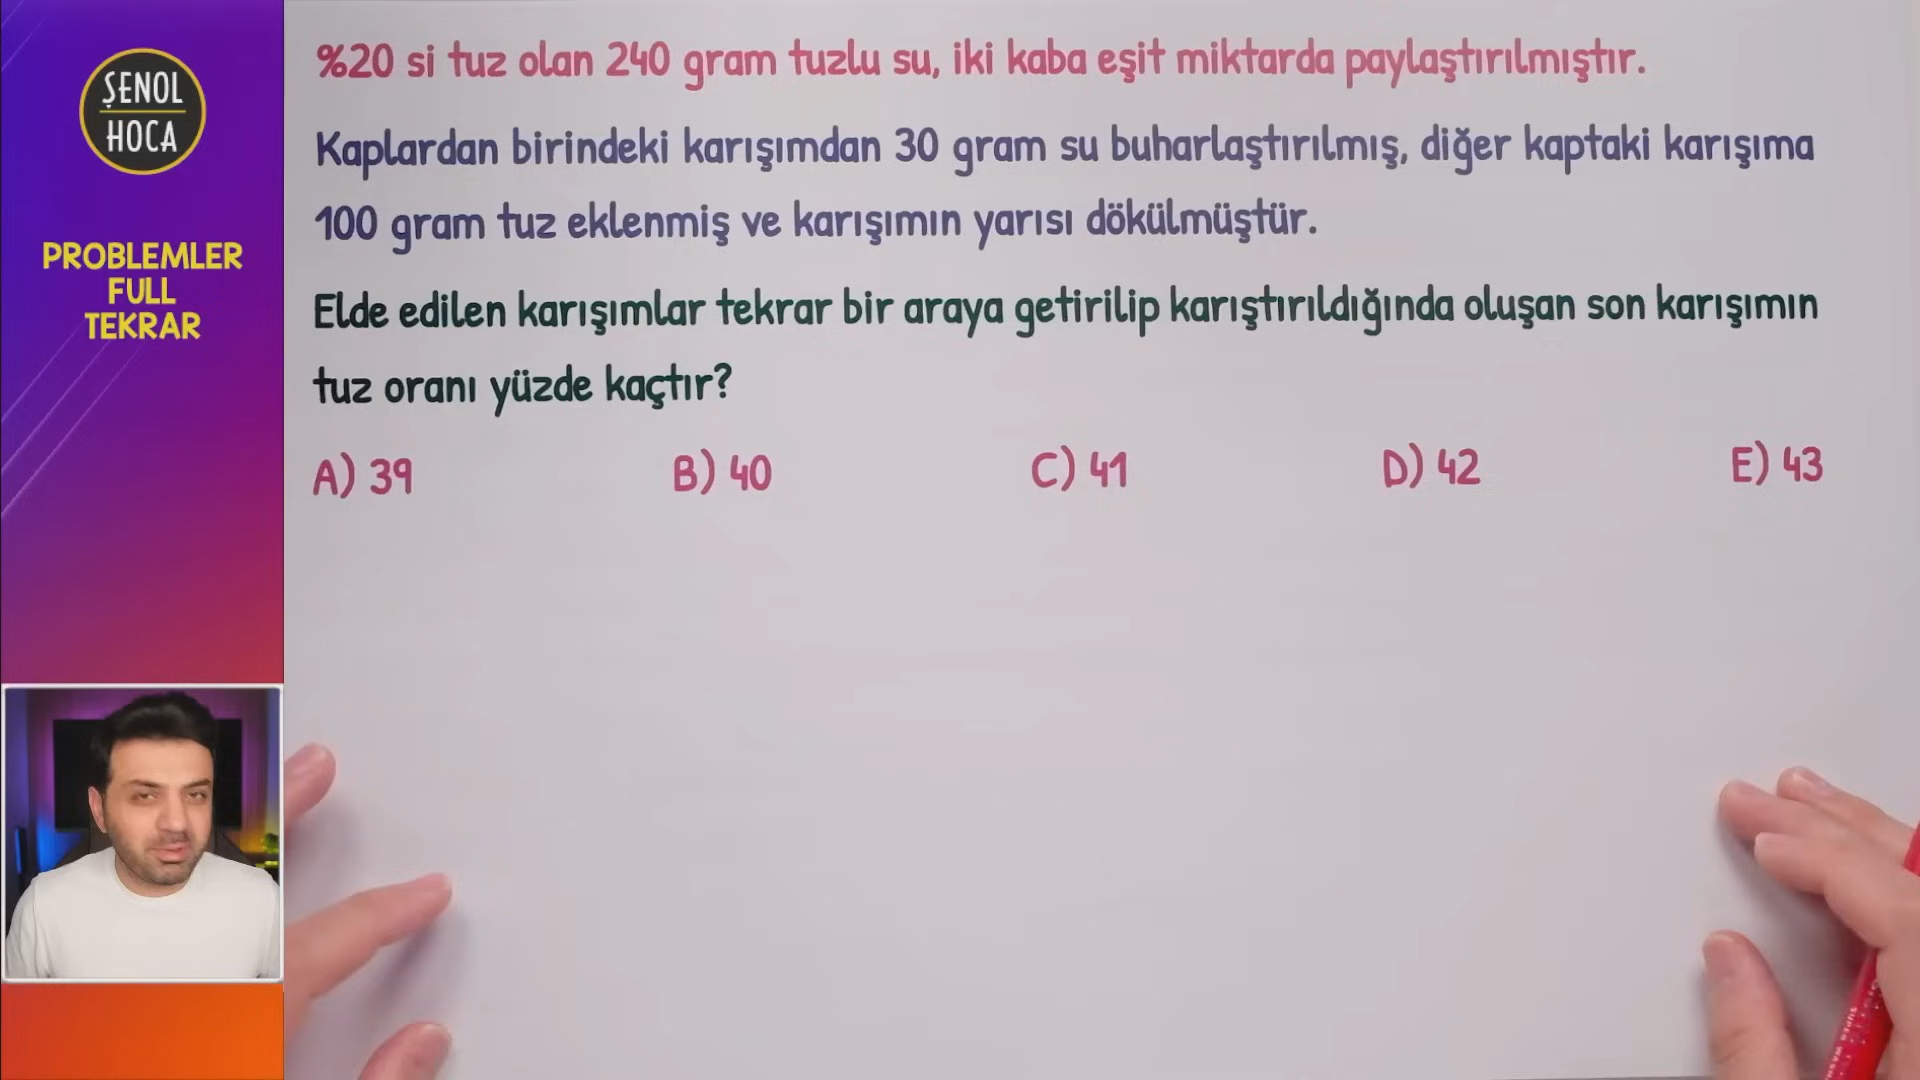 ŞENOL
HOCA
PROBLEMLER
FULL
TEKRAR
%20 si tuz olan 240 gram tuzlu su, iki kaba eşit miktarda paylaştırılmıştır.
Kaplardan birindeki karışımdan 30 gram su buharlaştırılmış, diğer kaptaki karışıma
100 gram tuz eklenmiş ve karışımın yarısı dökülmüştür.
Elde edilen karışımlar tekrar bir araya getirilip karıştırıldığında oluşan son karışımın
tuz oranı yüzde kaçtır?
A) 39 B) 40 C) 41 D) 42 E) 43